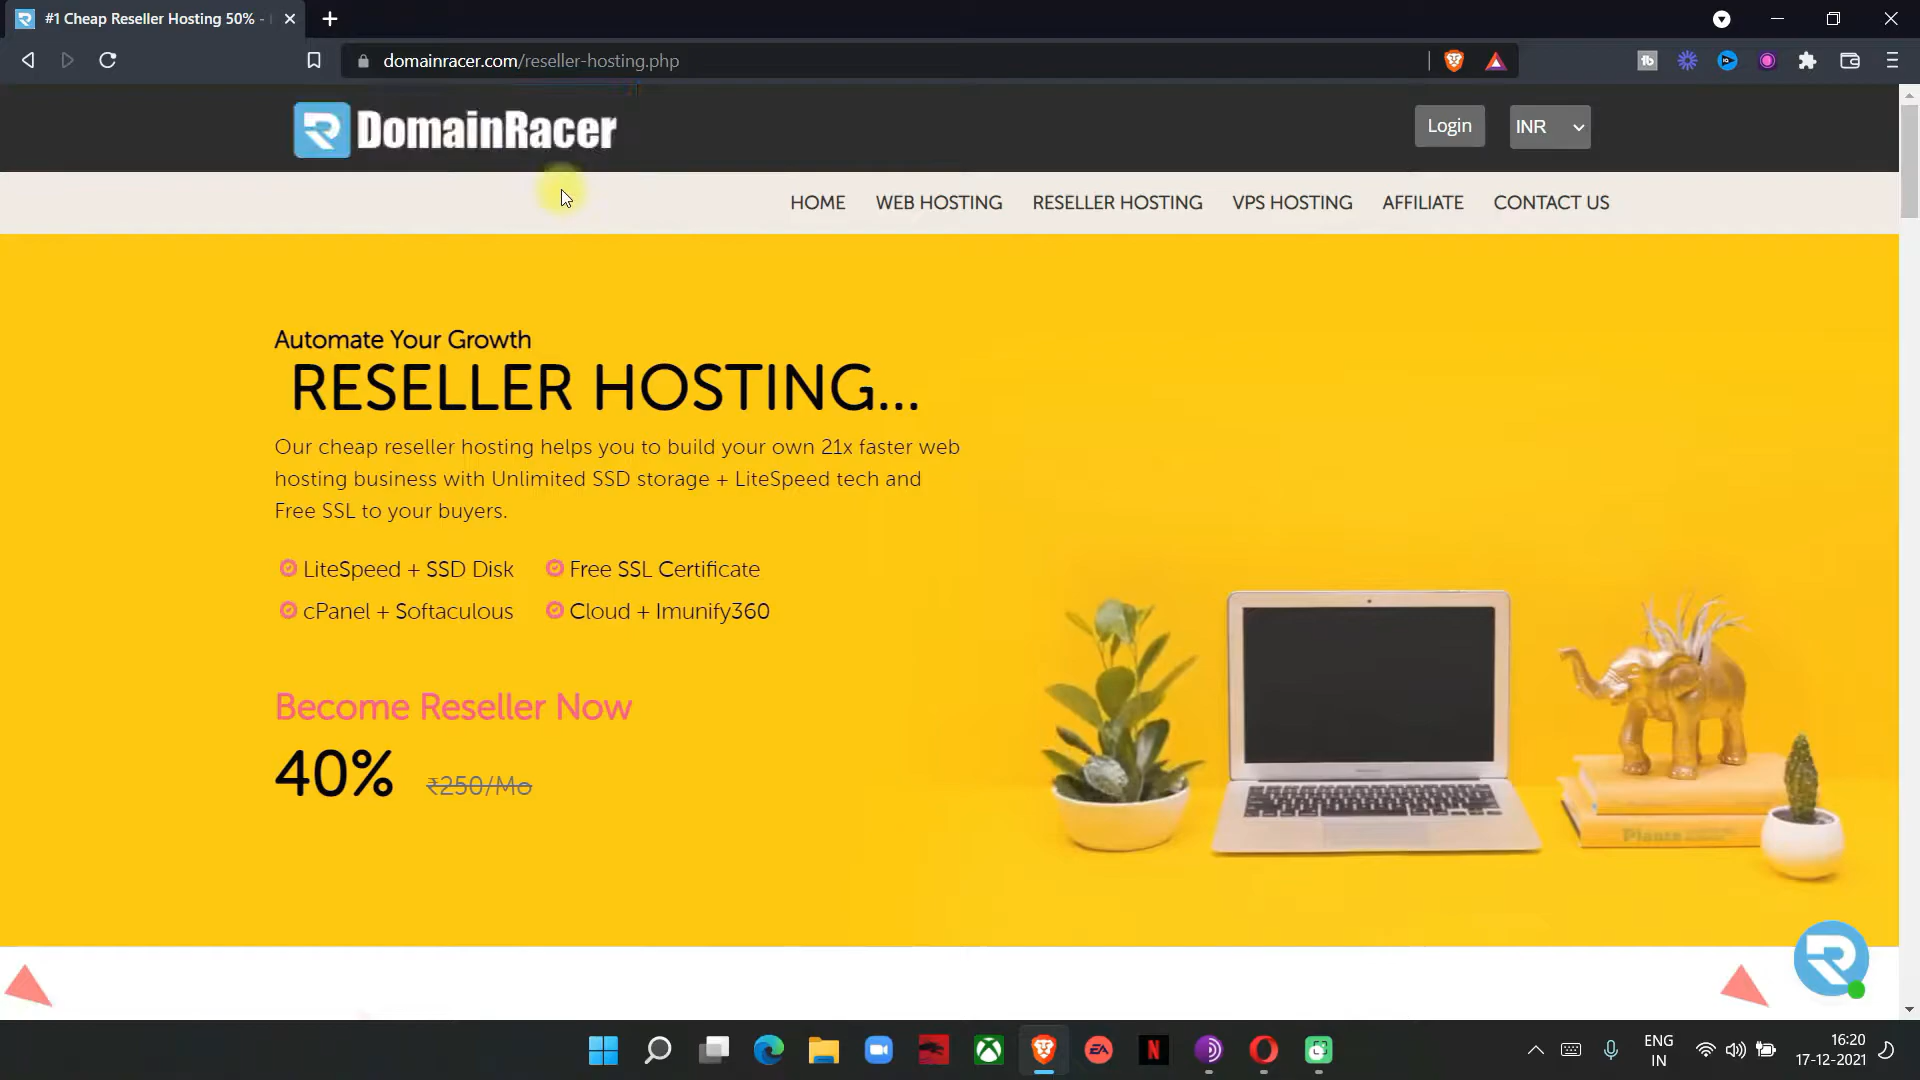 #1 Cheap Reseller Hosting 50% -
domainracer.com/reseller-hosting.php
tb
DomainRacer
Login
INR
HOME
WEB HOSTING
RESELLER HOSTING
VPS HOSTING
AFFILIATE
CONTACT US
Automate Your Growth
RESELLER HOSTING...
Our cheap reseller hosting helps you to build your own 21x faster web
hosting business with Unlimited SSD storage + LiteSpeed tech and
Free SSL to your buyers.
LiteSpeed + SSD Disk
Free SSL Certificate
cPanel + Softaculous
Cloud + Imunify360
Become Reseller Now
40%
₹250/Mo
EA
N
ENG
IN
16:20
17-12-2021